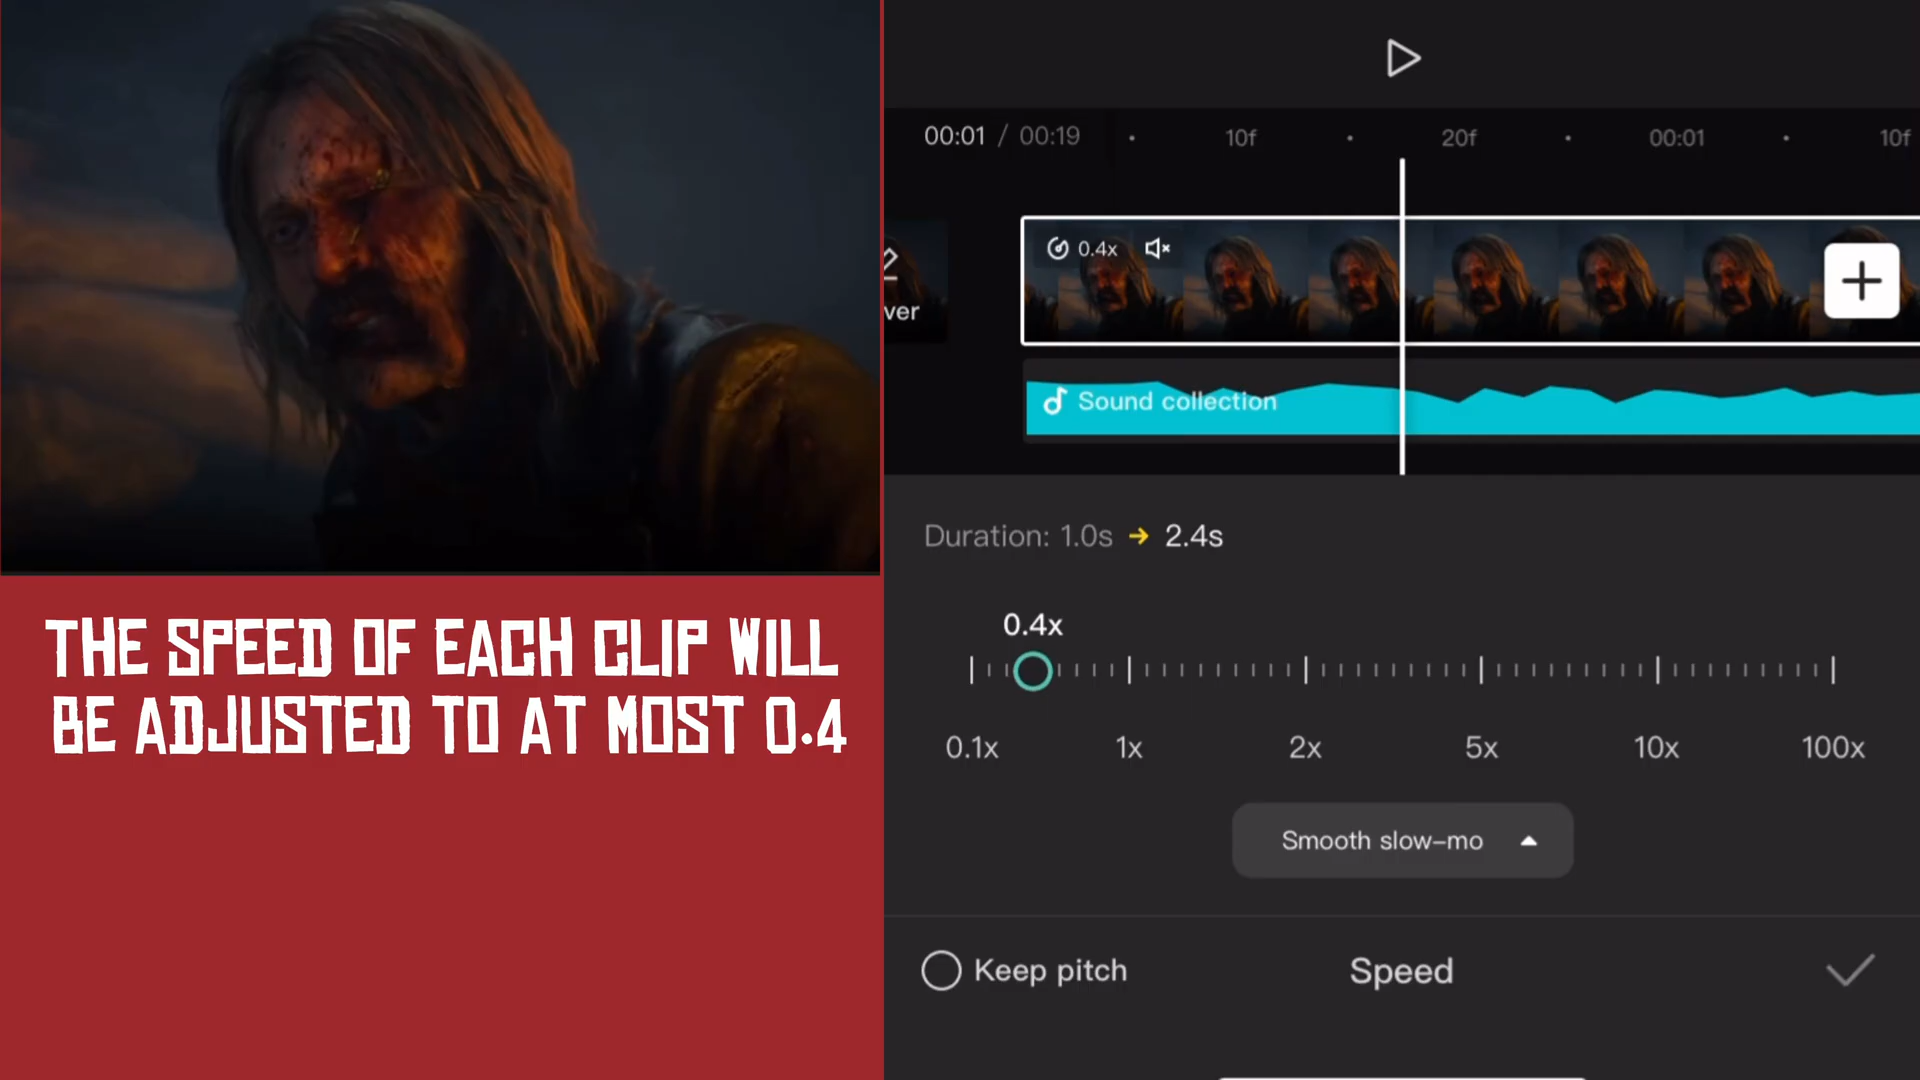 THE SPEED OF EACH CLIP WILL
BE ADJUSTED TO AT MOST 0.4
00:01 / 00:19
10f
20f
00:01
10f
0.4x
ver
Sound collection
Duration: 1.0s → 2.4s
0.4x
0.1x
1x
2x
5x
10x
100x
Smooth slow-mo
Keep pitch
Speed